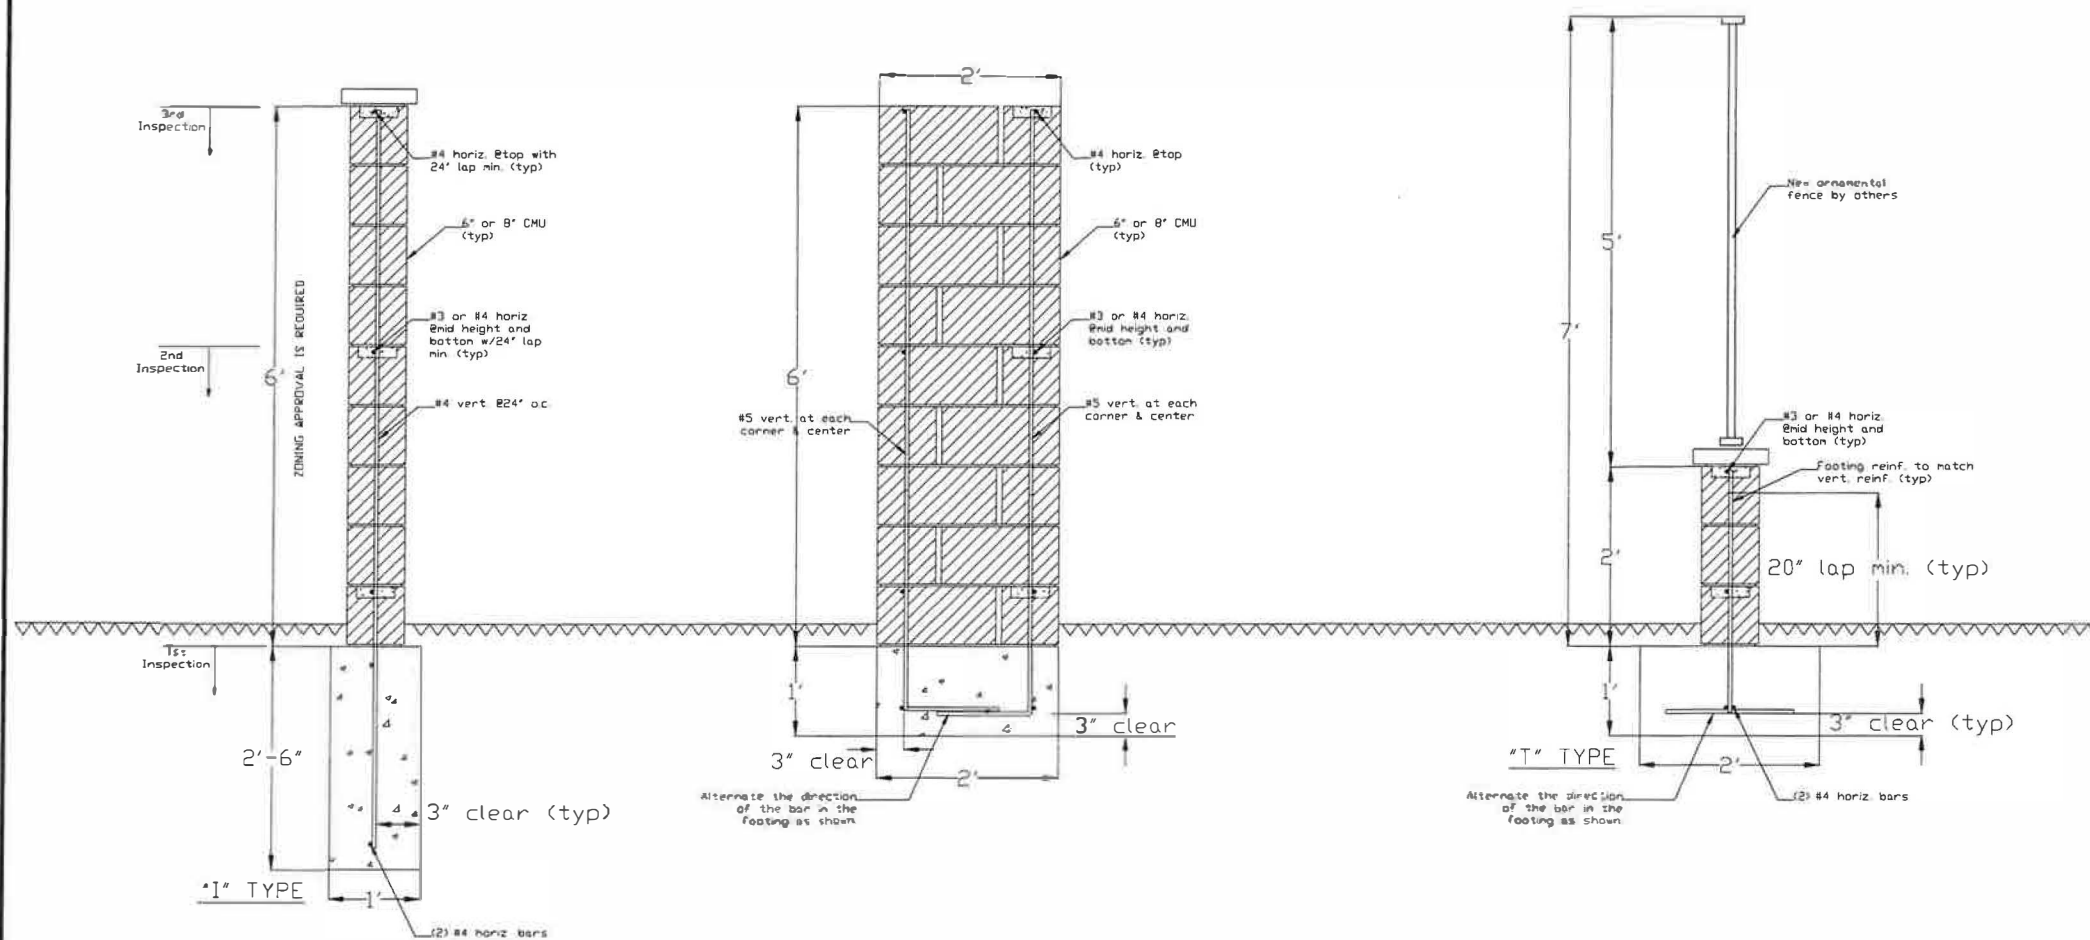 3rd
Inspection
#4 horiz. @top with
24" lap min. (typ)
6" or 8" CMU
(typ)
ZONING APPROVAL IS REQUIRED
#3 or #4 horiz
@mid height and
bottom w/24" lap
min. (typ)
2nd
Inspection
6'
#4 vert @24" o.c.
1st
Inspection
2'-6"
3" clear (typ)
"I" TYPE
1'
(2) #4 horiz bars
2'
#4 horiz. @top
(typ)
6" or 8" CMU
(typ)
#3 or #4 horiz.
@mid height and
bottom (typ)
6'
#5 vert. at each
corner & center
#5 vert. at each
corner & center
1'
3" clear
3" clear
2'
Alternate the direction
of the bar in the
footing as shown
New ornamental
fence by others
5'
7'
#3 or #4 horiz.
@mid height and
bottom (typ)
Footing reinf. to match
vert. reinf. (typ)
2'
20" lap min. (typ)
1'
3" clear (typ)
"T" TYPE
2'
Alternate the direction
of the bar in the
footing as shown
(2) #4 horiz. bars